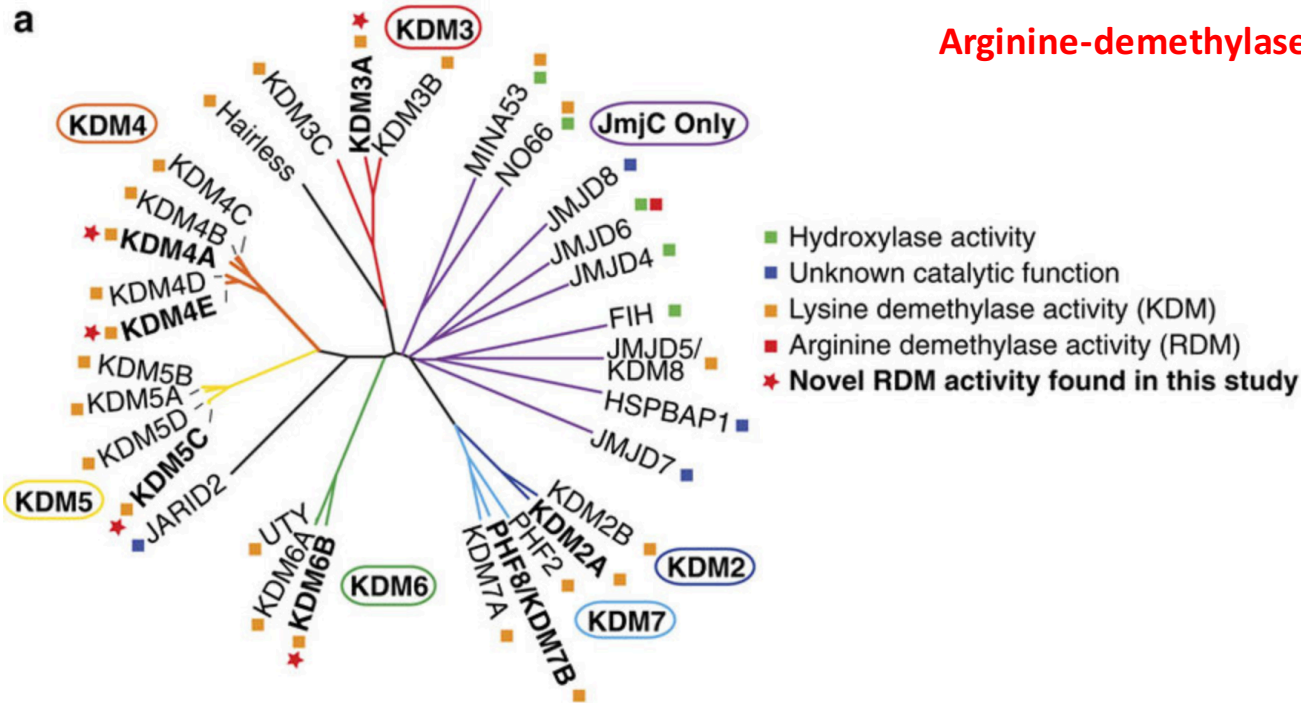 a
Arginine-demethylase
KDM3
KDM3A
KDM3B
KDM3C
Hairless
KDM4
KDM4C
KDM4B
KDM4A
KDM4D
KDM4E
KDM5B
KDM5A
KDM5D
KDM5C
KDM5
JARID2
UTY
KDM6A
KDM6B
KDM6
KDM7A
PHF8/KDM7B
PHF2
KDM2A
KDM2B
KDM2
KDM7
MINA53
NO66
JmjC Only
JMJD8
JMJD6
JMJD4
FIH
JMJD5/
KDM8
HSPBAP1
JMJD7
Hydroxylase activity
Unknown catalytic function
Lysine demethylase activity (KDM)
Arginine demethylase activity (RDM)
Novel RDM activity found in this study